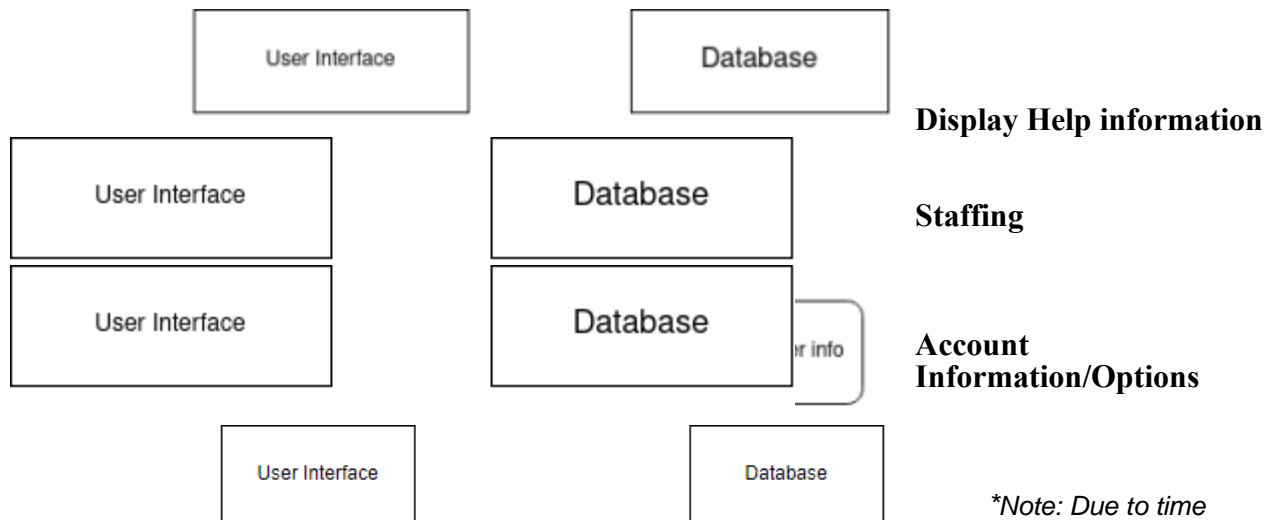 User Interface
Database
Display Help information
User Interface
Database
Staffing
User Interface
Database
info
Account
Information/Options
User Interface
Database
*Note: Due to time